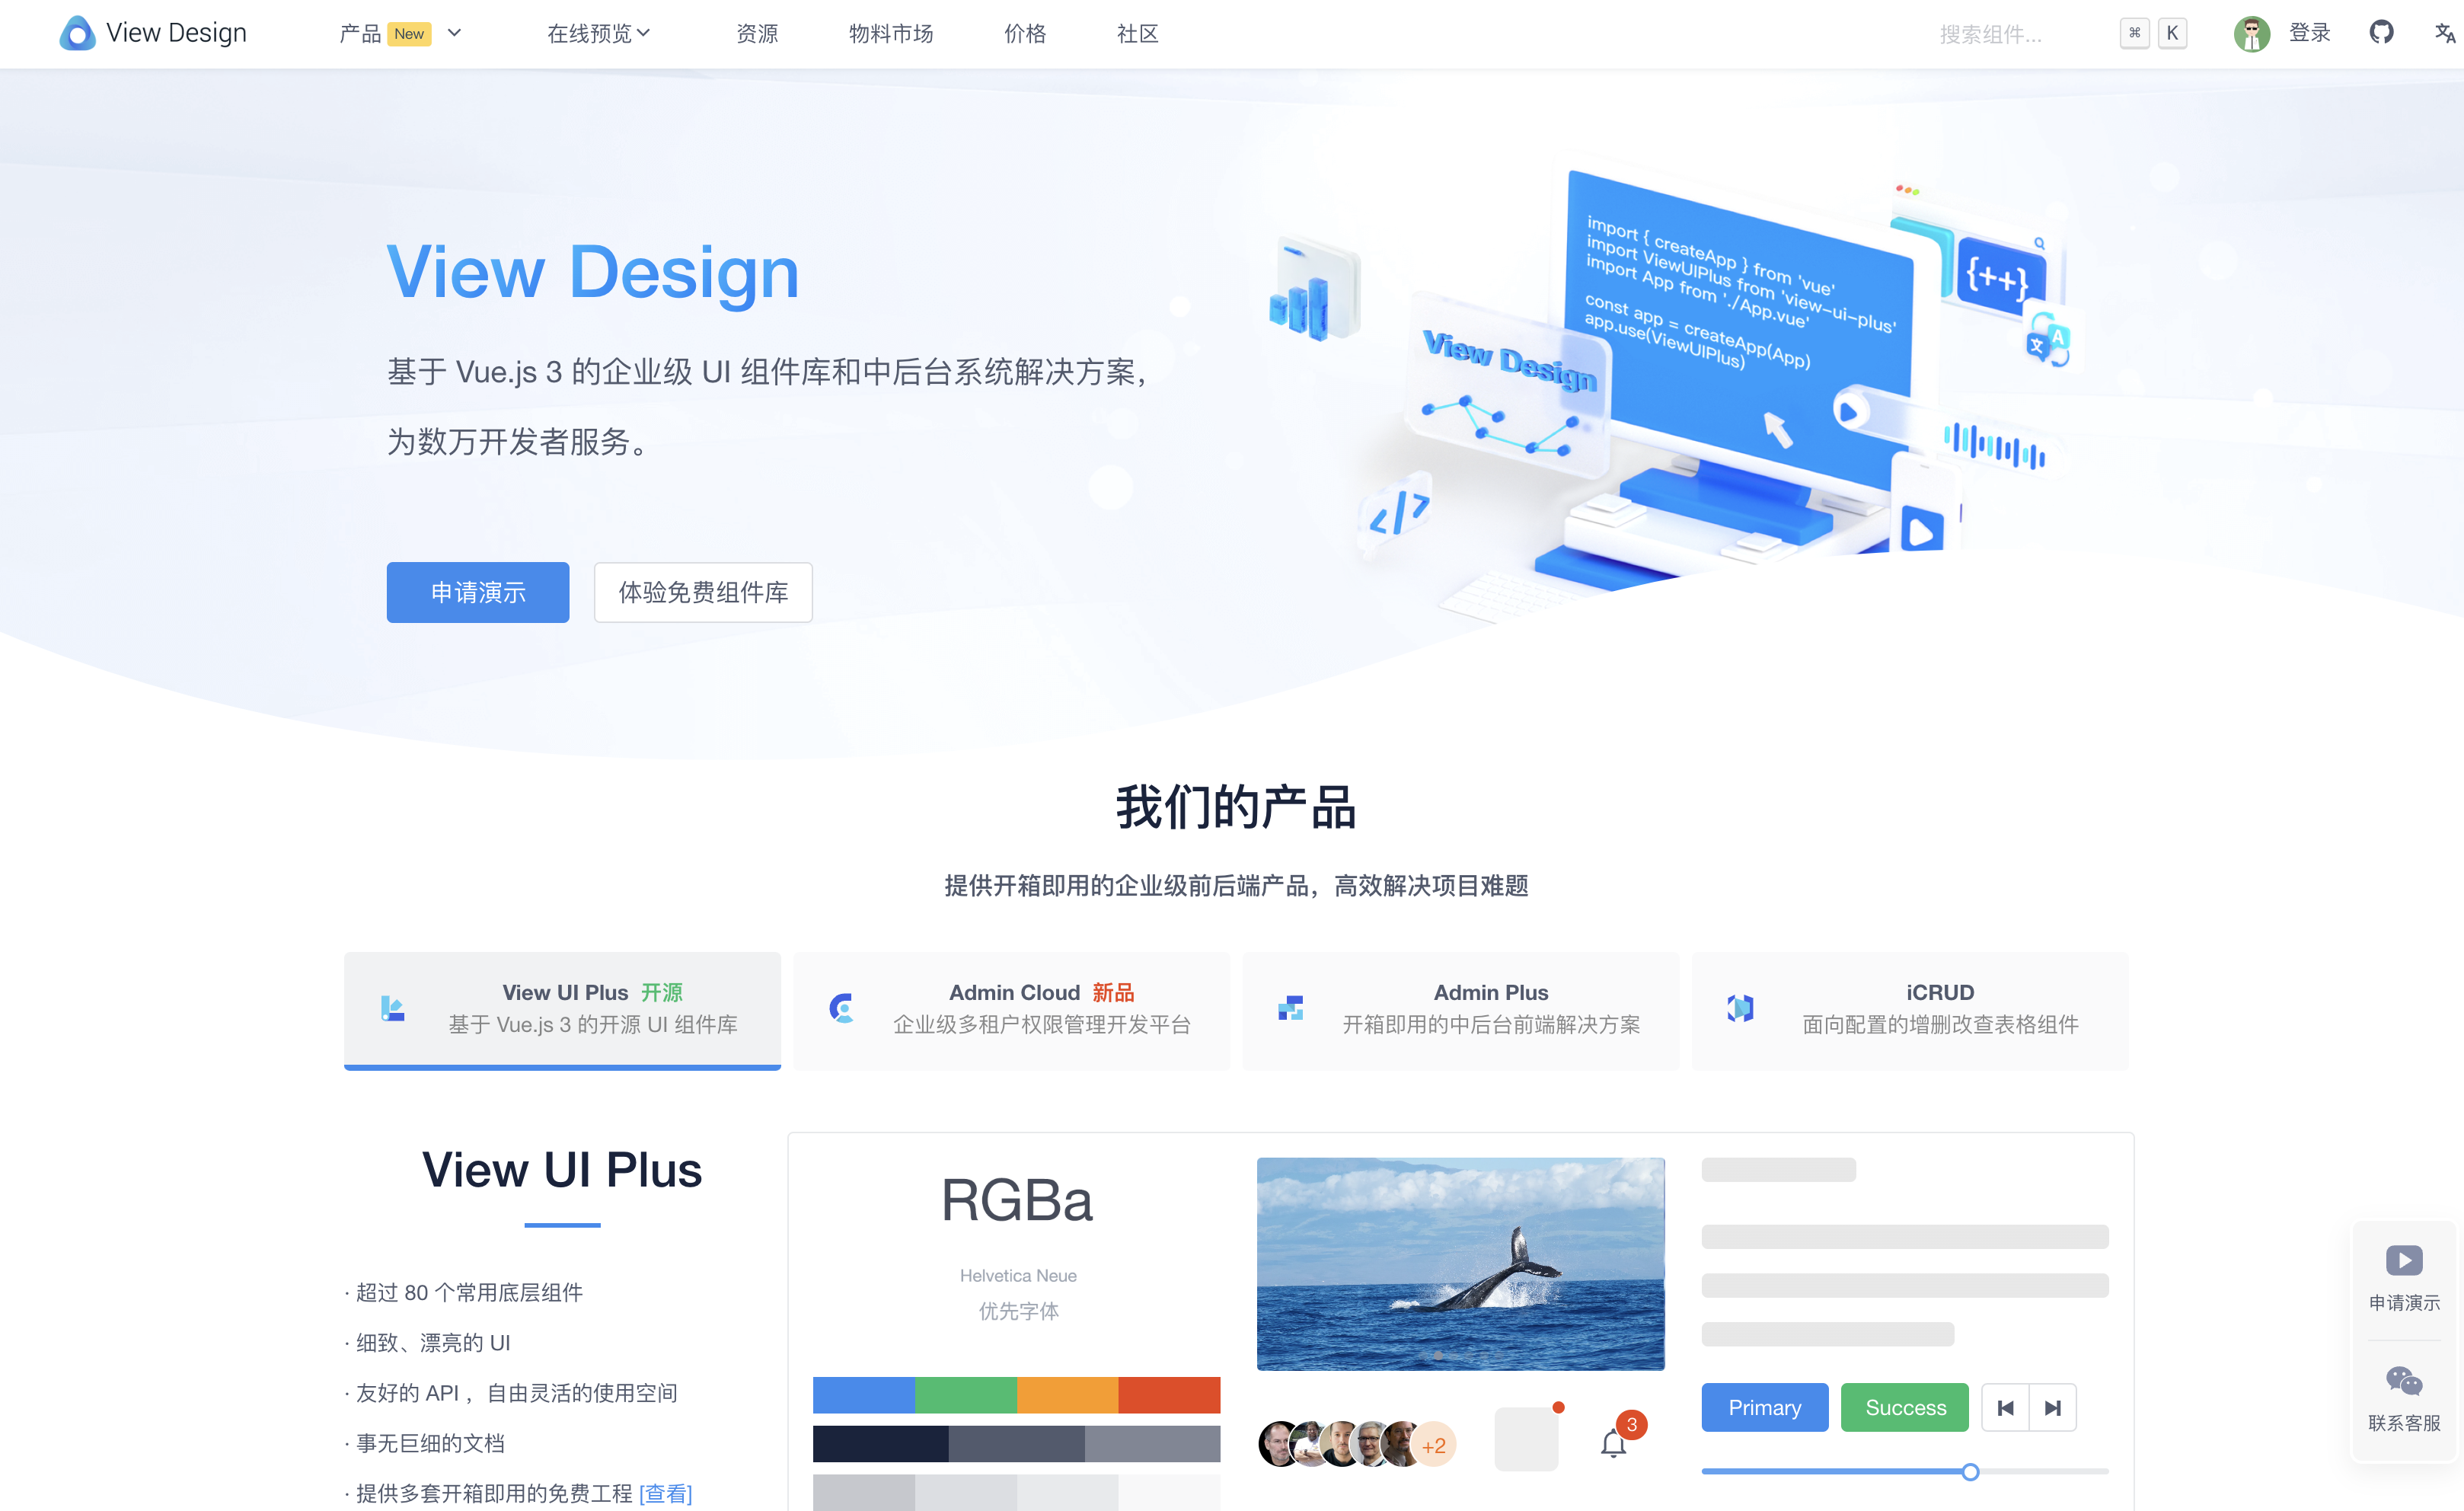 View Design
产品 New
在线预览
资源
物料市场
价格
社区
搜索组件...
⌘ K
登录
View Design
基于 Vue.js 3 的企业级 UI 组件库和中后台系统解决方案，
为数万开发者服务。
申请演示
体验免费组件库
import { createApp } from 'vue'
import ViewUIPlus from 'view-ui-plus'
import App from './App.vue'
const app = createApp(App)
app.use(ViewUIPlus)
View Design
</>
{++}
文 A
我们的产品
提供开箱即用的企业级前后端产品，高效解决项目难题
View UI Plus 开源
基于 Vue.js 3 的开源 UI 组件库
Admin Cloud 新品
企业级多租户权限管理开发平台
Admin Plus
开箱即用的中后台前端解决方案
iCRUD
面向配置的增删改查表格组件
View UI Plus
· 超过 80 个常用底层组件
· 细致、漂亮的 UI
· 友好的 API ，自由灵活的使用空间
· 事无巨细的文档
· 提供多套开箱即用的免费工程 [查看]
RGBa
Helvetica Neue
优先字体
+2
3
Primary
Success
申请演示
联系客服